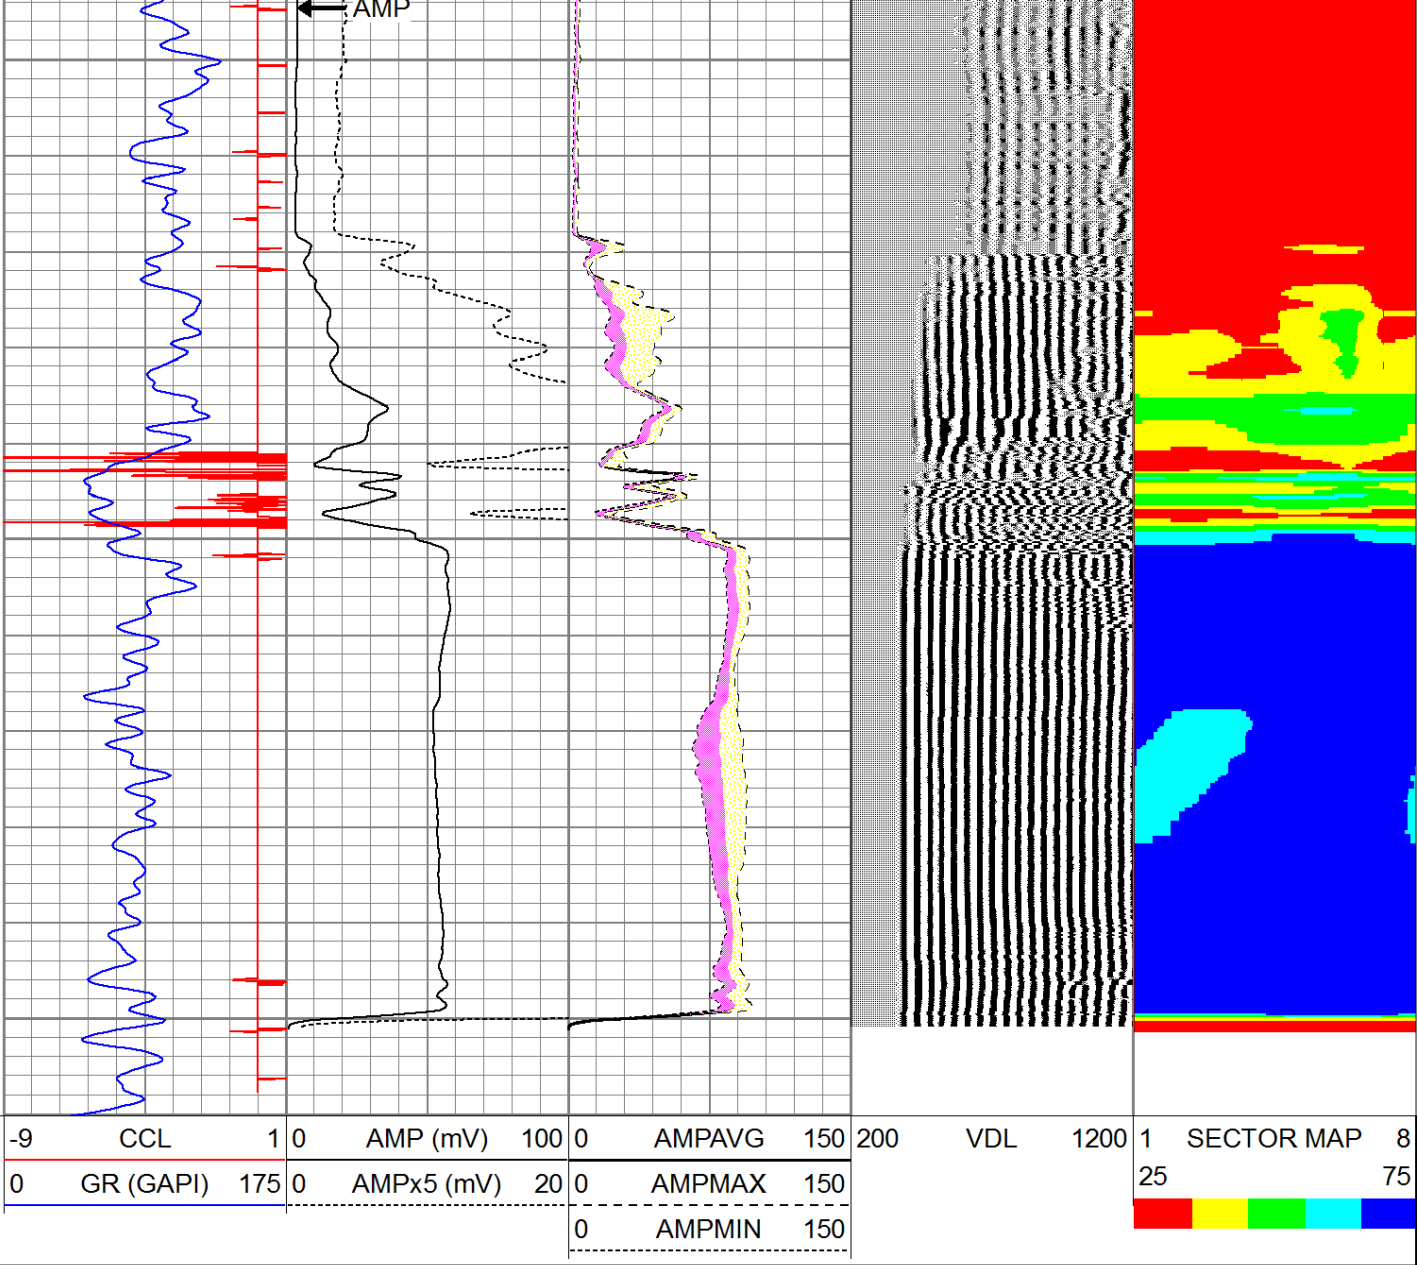 AMP
-9 CCL 1 0 AMP (mV) 100 0 AMPAVG 150 200 VDL 1200 1 SECTOR MAP 8
0 GR (GAPI) 175 0 AMPx5 (mV) 20 0 AMPMAX 150 25 75
0 AMPMIN 150